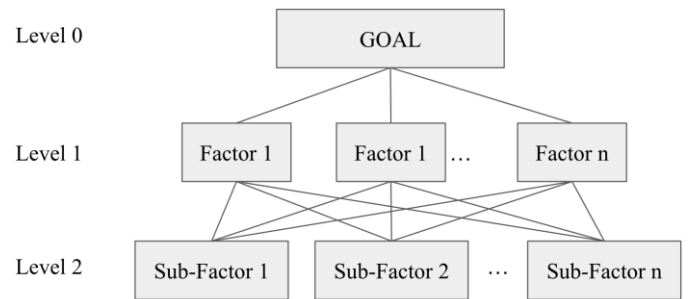 Level 0 GOAL
Level 1 Factor 1 Factor 1 ... Factor n
Level 2 Sub-Factor 1 Sub-Factor 2 ... Sub-Factor n